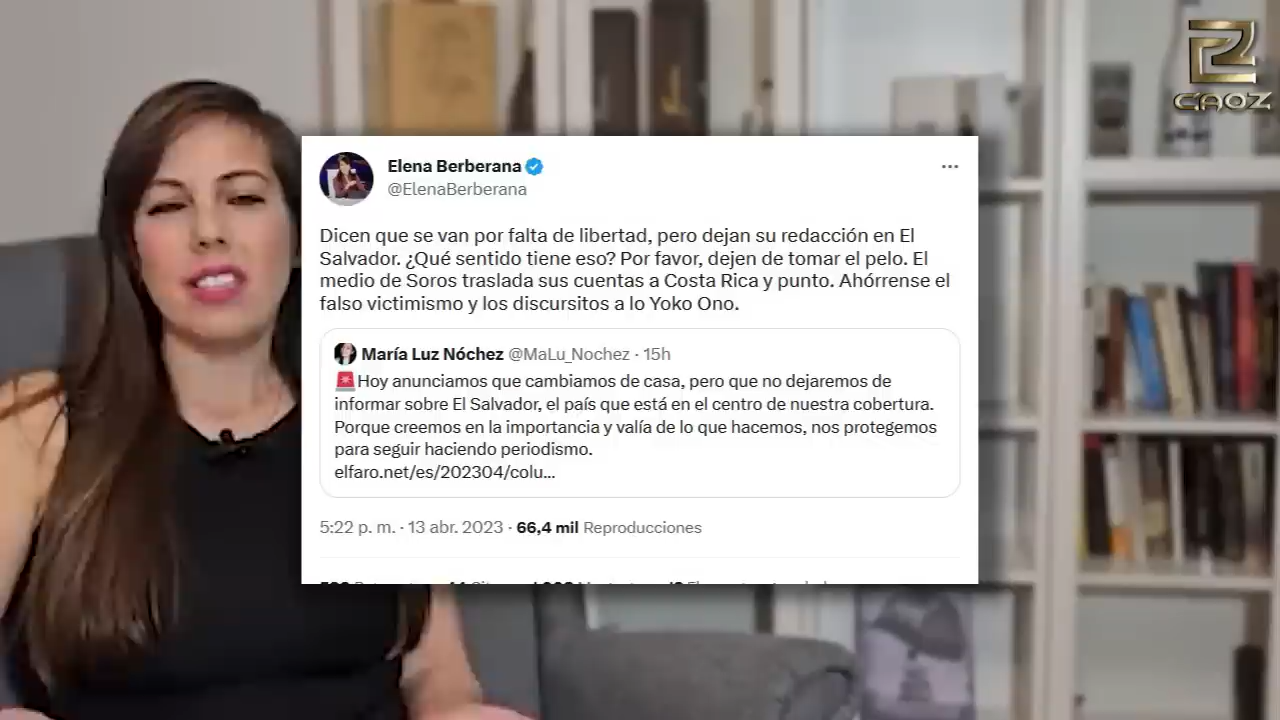 CAOZ
Elena Berberana
@ElenaBerberana
Dicen que se van por falta de libertad, pero dejan su redacción en El
Salvador. ¿Qué sentido tiene eso? Por favor, dejen de tomar el pelo. El
medio de Soros traslada sus cuentas a Costa Rica y punto. Ahórrense el
falso victimismo y los discursitos a lo Yoko Ono.
María Luz Nóchez @MaLu_Nochez · 15h
🚨Hoy anunciamos que cambiamos de casa, pero que no dejaremos de
informar sobre El Salvador, el país que está en el centro de nuestra cobertura.
Porque creemos en la importancia y valía de lo que hacemos, nos protegemos
para seguir haciendo periodismo.
elfaro.net/es/202304/colu...
5:22 p. m. · 13 abr. 2023 · 66,4 mil Reproducciones